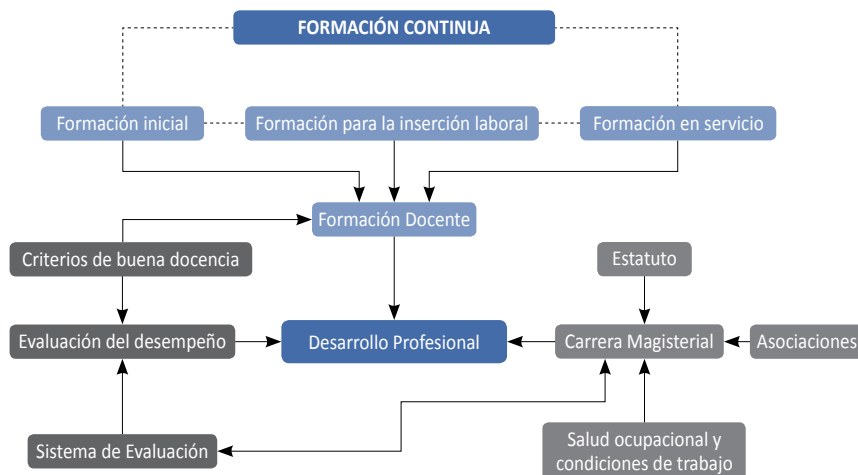 FORMACIÓN CONTINUA
Formación inicial
Formación para la inserción laboral
Formación en servicio
Formación Docente
Criterios de buena docencia
Estatuto
Evaluación del desempeño
Desarrollo Profesional
Carrera Magisterial
Asociaciones
Sistema de Evaluación
Salud ocupacional y
condiciones de trabajo